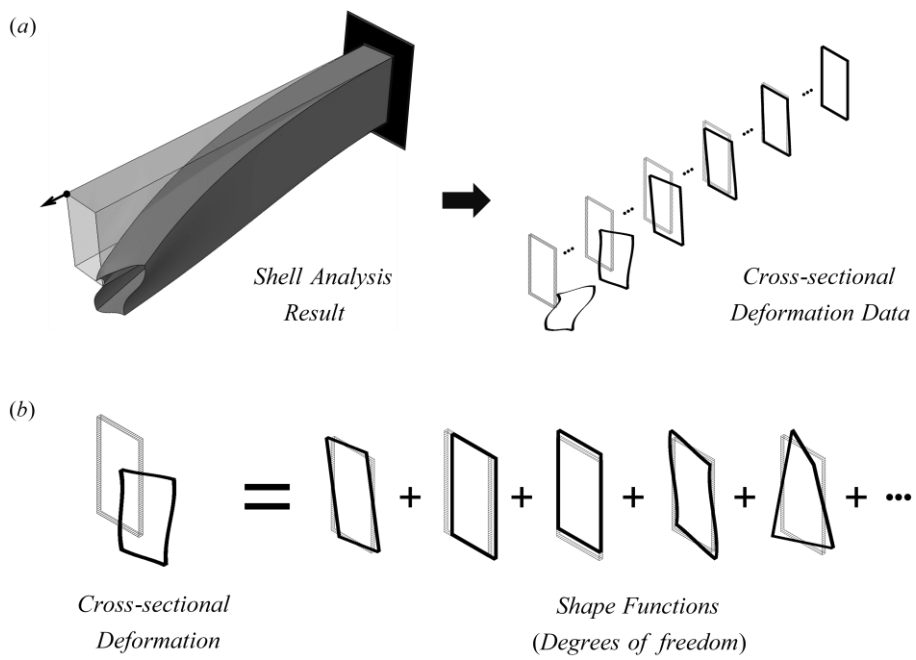 (a)
Shell Analysis
Result
Cross-sectional
Deformation Data
(b)
= + + + + + ···
Cross-sectional
Deformation
Shape Functions
(Degrees of freedom)